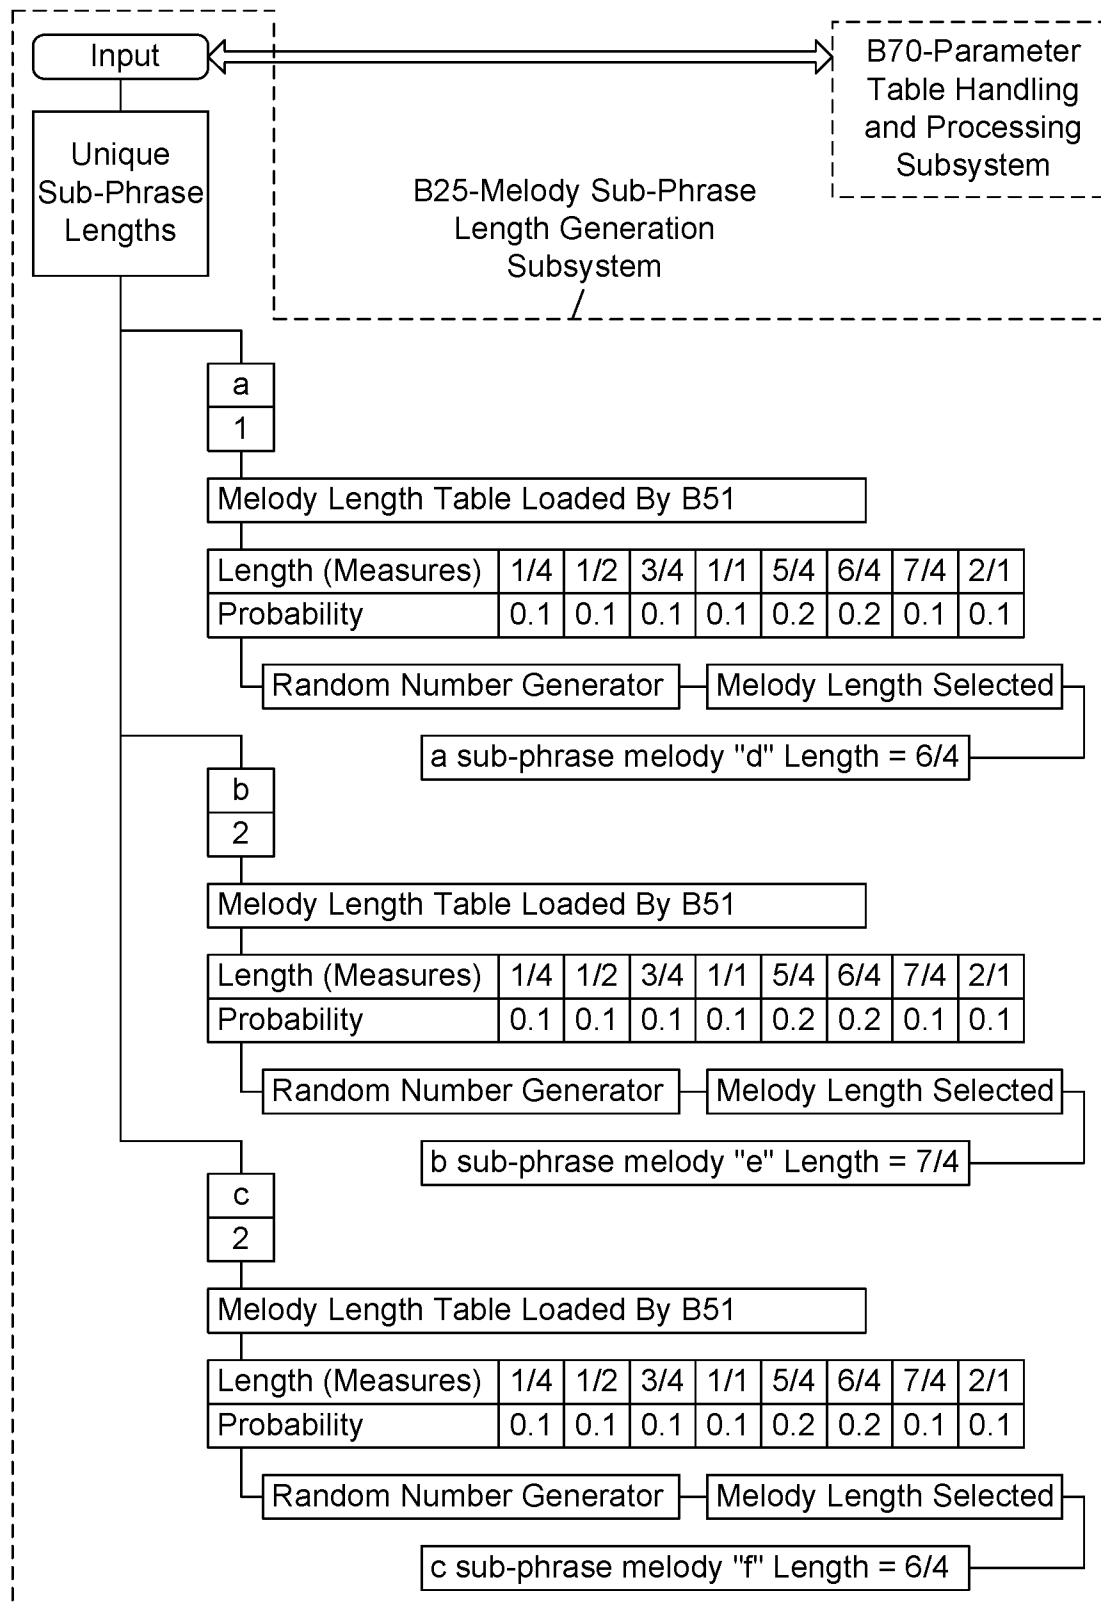 Input
B70-Parameter
Table Handling
and Processing
Subsystem
Unique
Sub-Phrase
Lengths
B25-Melody Sub-Phrase
Length Generation
Subsystem
a
1
Melody Length Table Loaded By B51
Length (Measures) 1/4 1/2 3/4 1/1 5/4 6/4 7/4 2/1
Probability 0.1 0.1 0.1 0.1 0.2 0.2 0.1 0.1
Random Number Generator Melody Length Selected
a sub-phrase melody "d" Length = 6/4
b
2
Melody Length Table Loaded By B51
Length (Measures) 1/4 1/2 3/4 1/1 5/4 6/4 7/4 2/1
Probability 0.1 0.1 0.1 0.1 0.2 0.2 0.1 0.1
Random Number Generator Melody Length Selected
b sub-phrase melody "e" Length = 7/4
c
2
Melody Length Table Loaded By B51
Length (Measures) 1/4 1/2 3/4 1/1 5/4 6/4 7/4 2/1
Probability 0.1 0.1 0.1 0.1 0.2 0.2 0.1 0.1
Random Number Generator Melody Length Selected
c sub-phrase melody "f" Length = 6/4